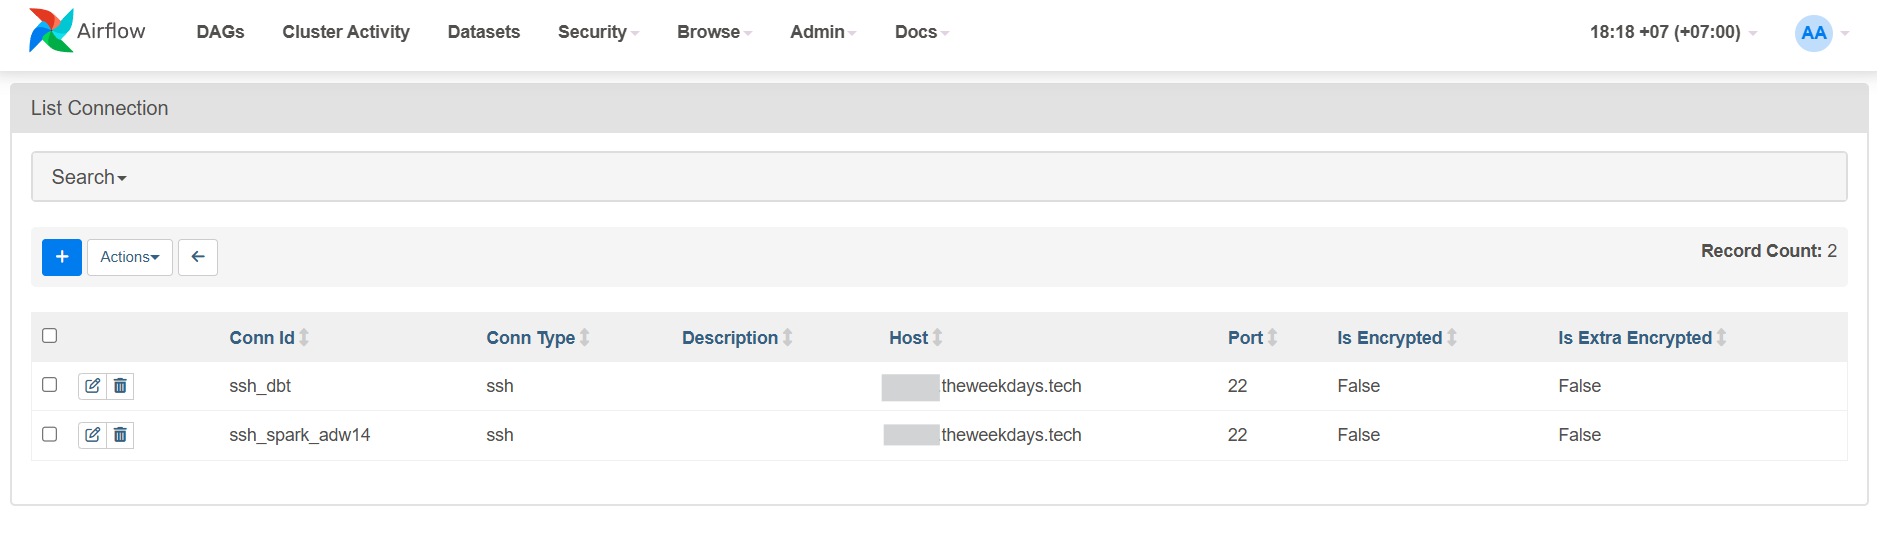 Airflow DAGs Cluster Activity Datasets Security Browse Admin Docs 18:18 +07 (+07:00) AA
List Connection
Search
+ Actions Record Count: 2
Conn Id Conn Type Description Host Port Is Encrypted Is Extra Encrypted
ssh_dbt ssh .theweekdays.tech 22 False False
ssh_spark_adw14 ssh .theweekdays.tech 22 False False